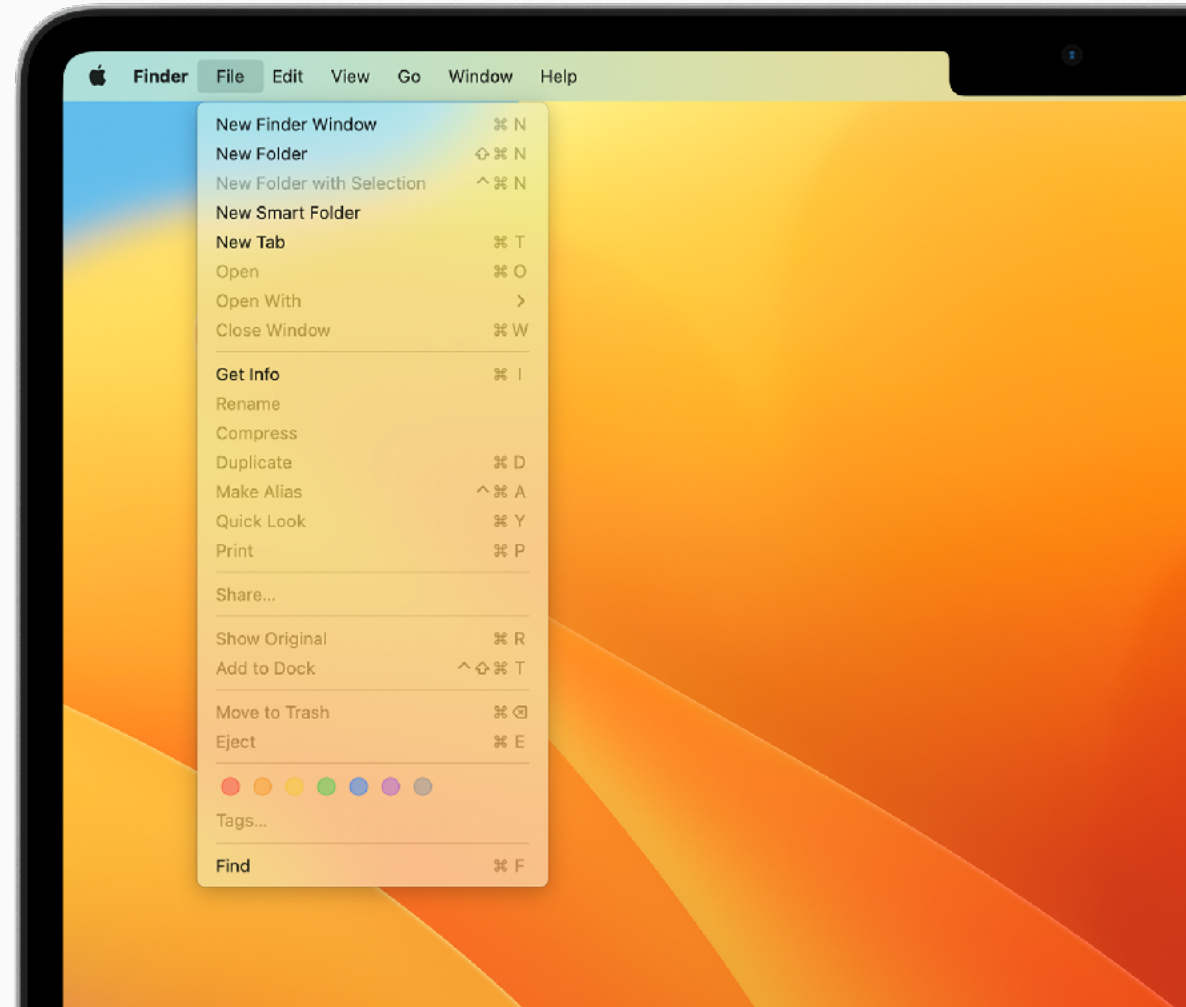 Finder File Edit View Go Window Help
New Finder Window ⌘ N
New Folder ⇧ ⌘ N
New Folder with Selection ^ ⌘ N
New Smart Folder
New Tab ⌘ T
Open ⌘ O
Open With >
Close Window ⌘ W
Get Info ⌘ I
Rename
Compress
Duplicate ⌘ D
Make Alias ^ ⌘ A
Quick Look ⌘ Y
Print ⌘ P
Share...
Show Original ⌘ R
Add to Dock ^ ⇧ ⌘ T
Move to Trash ⌘ ⌫
Eject ⌘ E
Tags...
Find ⌘ F